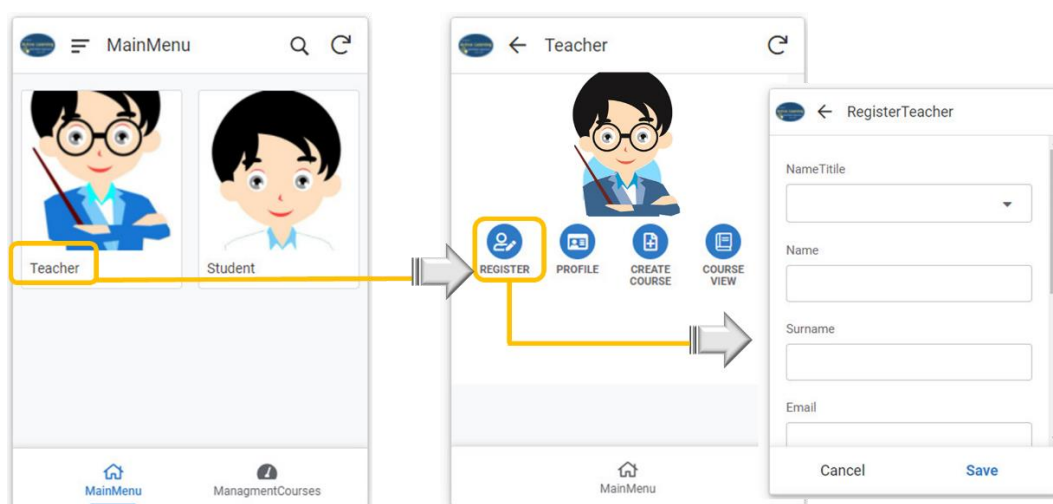 MainMenu
Teacher
Student
MainMenu
ManagmentCourses
Teacher
REGISTER
PROFILE
CREATE
COURSE
COURSE
VIEW
MainMenu
RegisterTeacher
NameTitile
Name
Surname
Email
Cancel
Save